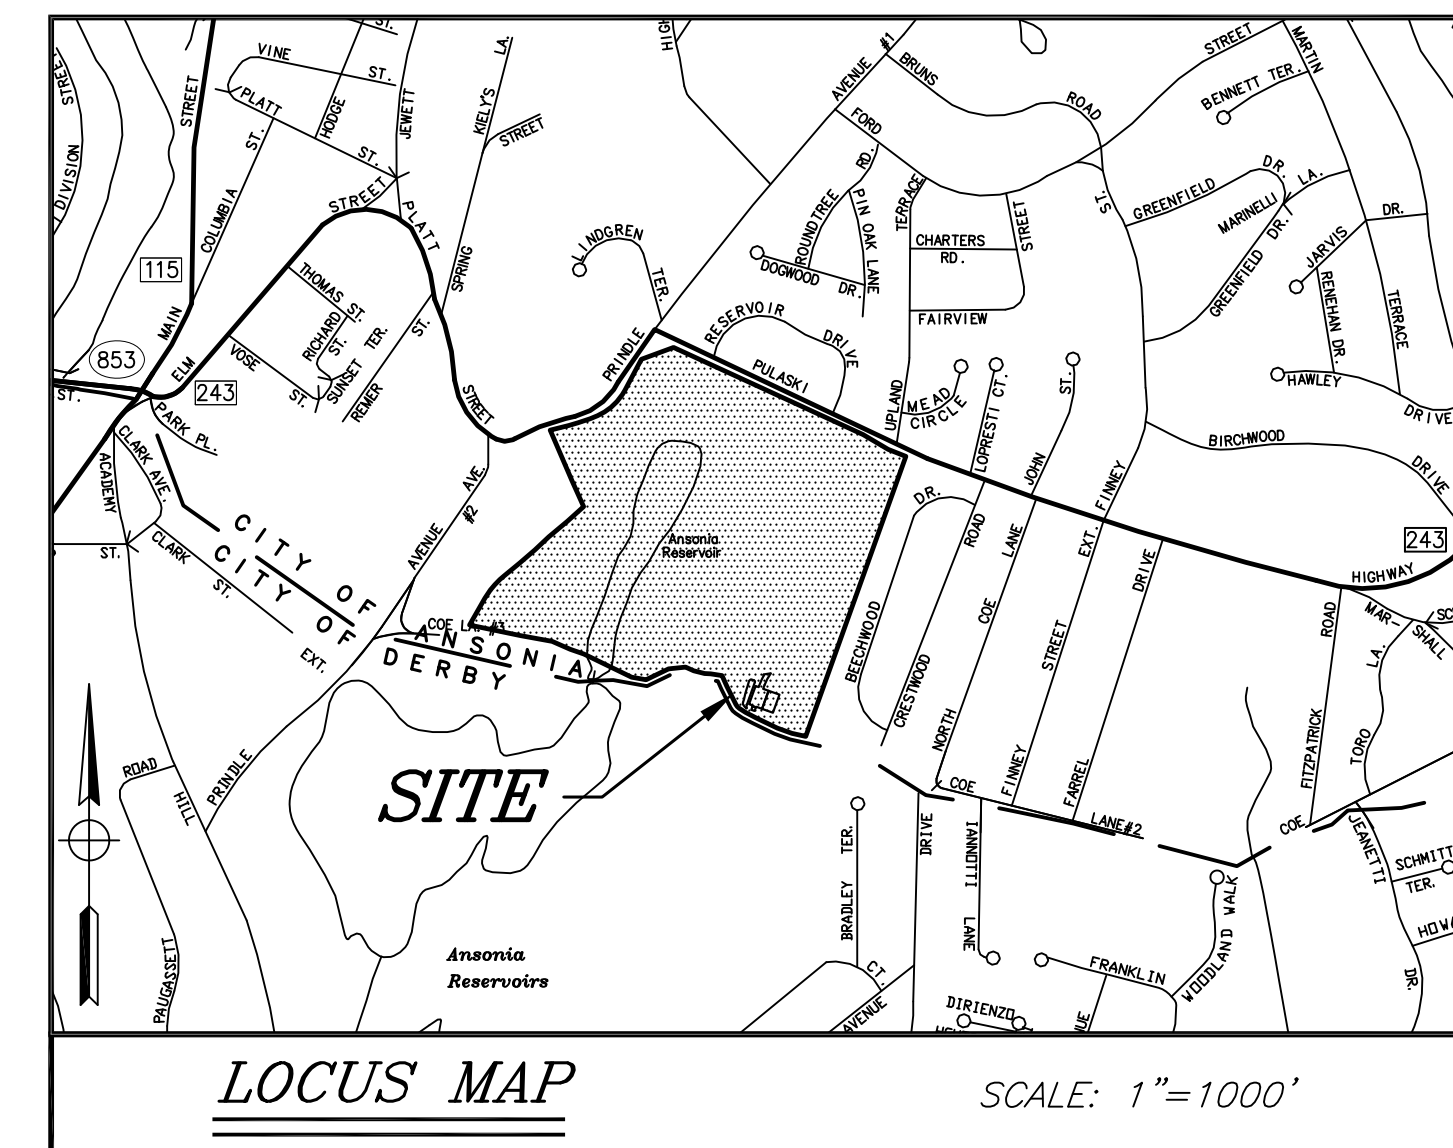 STREET
DIVISION
STREET
VINE
ST.
PLATT
ST.
HODGE
JEWETT
ST.
KIELY'S
LA.
STREET
COLUMBIA
ST.
STREET
PLATT
SPRING
115
MAIN
853
ELM
243
ST.
THOMAS ST.
RICHARD
ST.
SUNSET TER.
VOSE
ST.
REMER
ST.
STREET
PARK PL.
CLARK AVE.
ACADEMY
ST.
CLARK
ST.
EXT.
LINDGREN
TER.
PRINDLE
AVENUE #1
BRUNS
ROAD
FORD
ROUNDTREE
RD.
PIN OAK LANE
DOGWOOD DR.
TERRACE
CHARTERS
RD.
STREET
FAIRVIEW
RESERVOIR
DRIVE
PULASKI
UPLAND
MEAD
CIRCLE
LOPRESTI CT.
JOHN
ST.
FINNEY
ST.
STREET
MARTIN
BENNETT TER.
GREENFIELD
DR.
MARINELLI
LA.
GREENFIELD
DR.
JARVIS
DR.
RENEHAN DR.
TERRACE
HAWLEY
DRIVE
BIRCHWOOD
DRIVE
243
HIGHWAY
MAR-
SHALL
CITY OF
CITY OF
ANSONIA
DERBY
AVENUE
AVE.
#2
COE LA. #3
Ansonia
Reservoir
DR.
ROAD
LANE
EXT.
DRIVE
BEECHWOOD
CRESTWOOD
NORTH
COE
STREET
FINNEY
FARREL
COE
LANE#2
ROAD
FITZPATRICK
LA.
TORO
COE
JEANETTI
DR.
SCHMITT
TER.
ROAD
HILL
PRINDLE
PAUGASSETT
SITE
Ansonia
Reservoirs
BRADLEY TER.
DRIVE
IANNOTTI
LANE
CT.
AVENUE
DIRIENZO
FRANKLIN
WOODLAND WALK
LOCUS MAP
SCALE: 1"=1000'